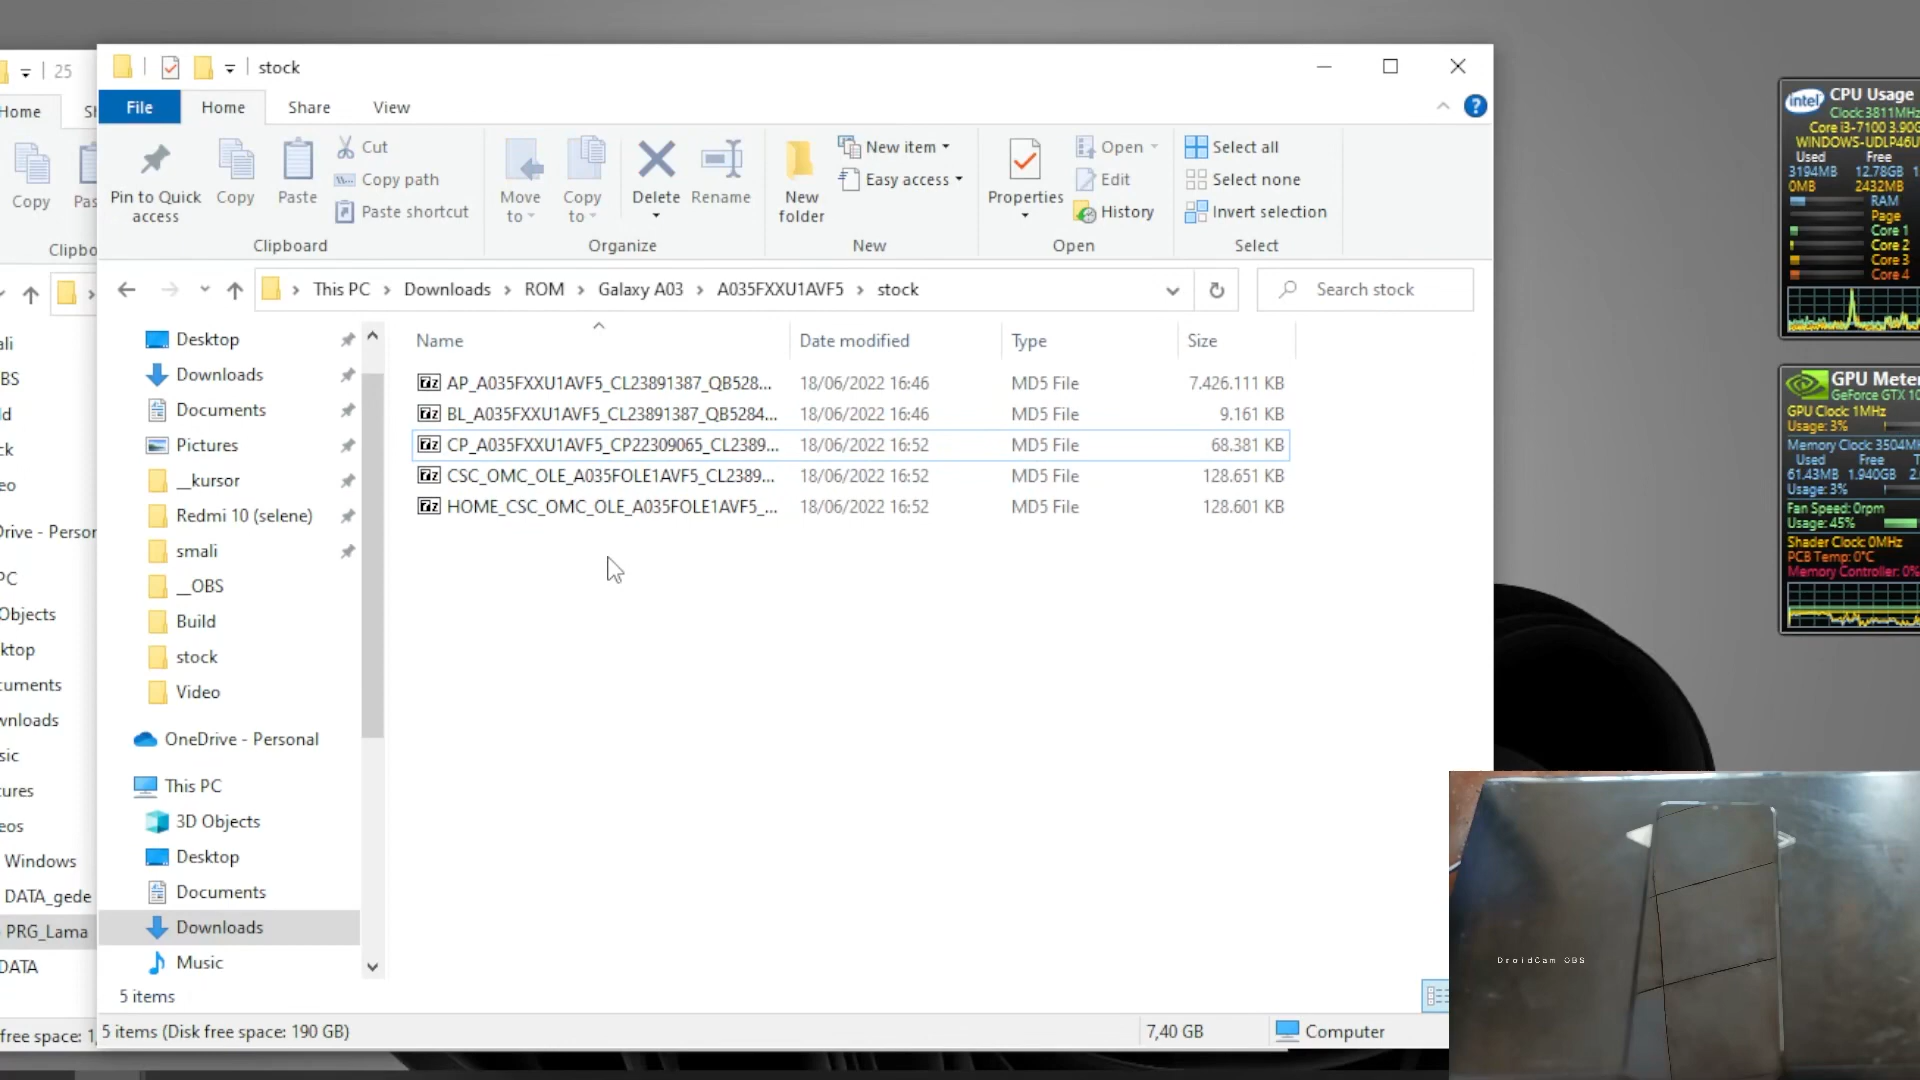 25
stock
File
Home
Share
View
Home
Copy
Clipbo
Pin to Quick access
Copy
Paste
Cut
Copy path
Paste shortcut
Clipboard
Move to
Copy to
Delete
Rename
Organize
New folder
New item
Easy access
New
Properties
Open
Edit
History
Open
Select all
Select none
Invert selection
Select
This PC
Downloads
ROM
Galaxy A03
A035FXXU1AVF5
stock
Search stock
Name
Date modified
Type
Size
AP_A035FXXU1AVF5_CL23891387_QB528... 18/06/2022 16:46 MD5 File 7.426.111 KB
BL_A035FXXU1AVF5_CL23891387_QB5284... 18/06/2022 16:46 MD5 File 9.161 KB
CP_A035FXXU1AVF5_CP22309065_CL2389... 18/06/2022 16:52 MD5 File 68.381 KB
CSC_OMC_OLE_A035FOLE1AVF5_CL2389... 18/06/2022 16:52 MD5 File 128.651 KB
HOME_CSC_OMC_OLE_A035FOLE1AVF5_... 18/06/2022 16:52 MD5 File 128.601 KB
Desktop
Downloads
Documents
Pictures
__kursor
Redmi 10 (selene)
smali
__OBS
Build
stock
Video
OneDrive - Personal
This PC
3D Objects
Desktop
Documents
Downloads
Music
5 items
5 items (Disk free space: 190 GB)
7,40 GB
Computer
Drive - Person
PC
Objects
ktop
cuments
wnloads
sic
tures
eos
Windows
DATA_gede
PRG_Lama
DATA
free space: 1,
intel
CPU Usage
Clock: 3811MHz
Core i3-7100 3.90G
WINDOWS-UDLP46U
Used Free
3194MB 12.78GB
0MB 2432MB
RAM
Page
Core 1
Core 2
Core 3
Core 4
GPU Meter
GeForce GTX 10
GPU Clock: 1MHz
Usage: 3%
Memory Clock: 3504MH
Used Free
61.43MB 1.940GB 2.
Usage: 3%
Fan Speed: 0rpm
Usage: 45%
Shader Clock: 0MHz
PCB Temp: 0°C
Memory Controller: 0%
DroidCam OBS